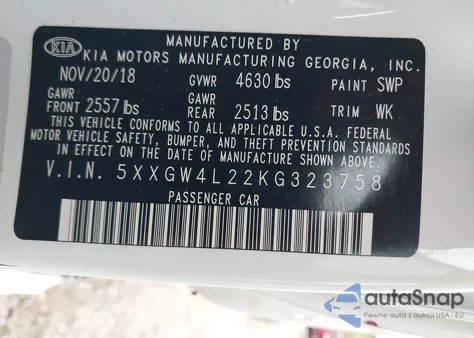 MANUFACTURED BY
KIA KIA MOTORS MANUFACTURING GEORGIA, INC.
NOV/20/18 GVWR 4630 lbs PAINT SWP
GAWR GAWR
FRONT 2557 lbs REAR 2513 lbs TRIM WK
THIS VEHICLE CONFORMS TO ALL APPLICABLE U.S.A. FEDERAL
MOTOR VEHICLE SAFETY, BUMPER, AND THEFT PREVENTION STANDARDS
IN EFFECT ON THE DATE OF MANUFACTURE SHOWN ABOVE.
V.I.N. 5XXGW4L22KG323758
PASSENGER CAR
autoSnap
Pewne auto z aukcji USA i EU